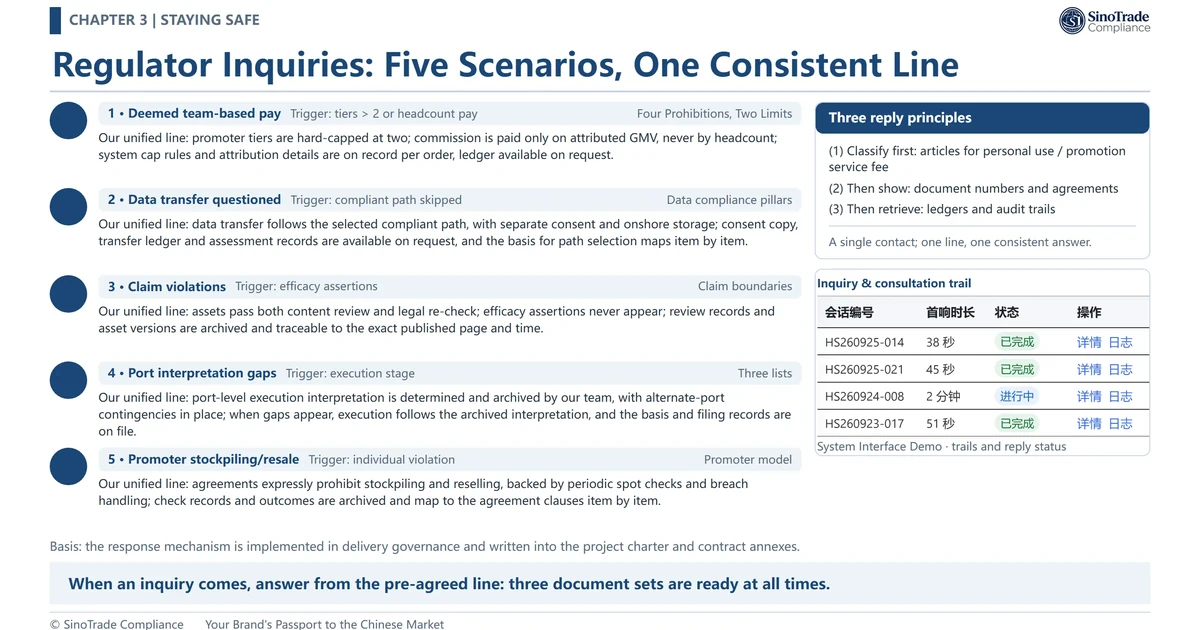 CHAPTER 3 | STAYING SAFE
SinoTrade
Compliance
Regulator Inquiries: Five Scenarios, One Consistent Line
1 • Deemed team-based pay Trigger: tiers > 2 or headcount pay Four Prohibitions, Two Limits
Our unified line: promoter tiers are hard-capped at two; commission is paid only on attributed GMV, never by headcount;
system cap rules and attribution details are on record per order, ledger available on request.
2 • Data transfer questioned Trigger: compliant path skipped Data compliance pillars
Our unified line: data transfer follows the selected compliant path, with separate consent and onshore storage; consent copy,
transfer ledger and assessment records are available on request, and the basis for path selection maps item by item.
3 • Claim violations Trigger: efficacy assertions Claim boundaries
Our unified line: assets pass both content review and legal re-check; efficacy assertions never appear; review records and
asset versions are archived and traceable to the exact published page and time.
4 • Port interpretation gaps Trigger: execution stage Three lists
Our unified line: port-level execution interpretation is determined and archived by our team, with alternate-port
contingencies in place; when gaps appear, execution follows the archived interpretation, and the basis and filing records are
on file.
5 • Promoter stockpiling/resale Trigger: individual violation Promoter model
Our unified line: agreements expressly prohibit stockpiling and reselling, backed by periodic spot checks and breach
handling; check records and outcomes are archived and map to the agreement clauses item by item.
Three reply principles
(1) Classify first: articles for personal use / promotion
service fee
(2) Then show: document numbers and agreements
(3) Then retrieve: ledgers and audit trails
A single contact; one line, one consistent answer.
Inquiry & consultation trail
会话编号 首响时长 状态 操作
HS260925-014 38 秒 已完成 详情 日志
HS260925-021 45 秒 已完成 详情 日志
HS260924-008 2 分钟 进行中 详情 日志
HS260923-017 51 秒 已完成 详情 日志
System Interface Demo · trails and reply status
Basis: the response mechanism is implemented in delivery governance and written into the project charter and contract annexes.
When an inquiry comes, answer from the pre-agreed line: three document sets are ready at all times.
© SinoTrade Compliance Your Brand's Passport to the Chinese Market